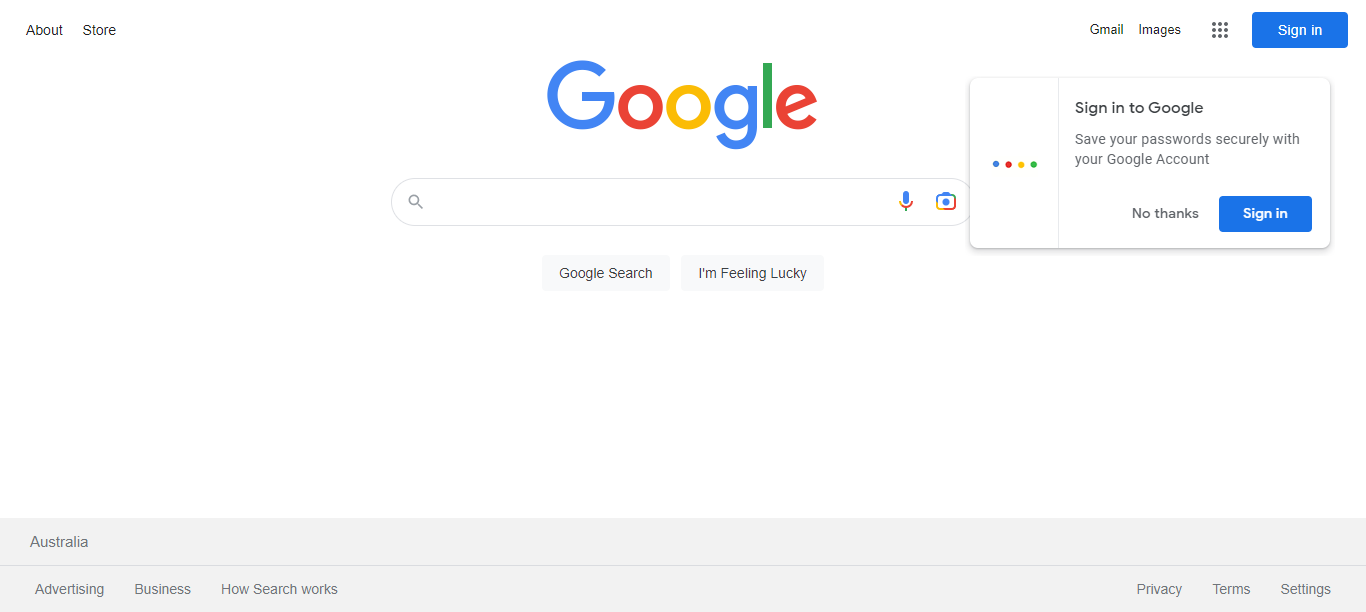 About Store
Gmail Images
Sign in
Google
Sign in to Google
Save your passwords securely with
your Google Account
No thanks Sign in
Google Search I'm Feeling Lucky
Australia
Advertising Business How Search works
Privacy Terms Settings